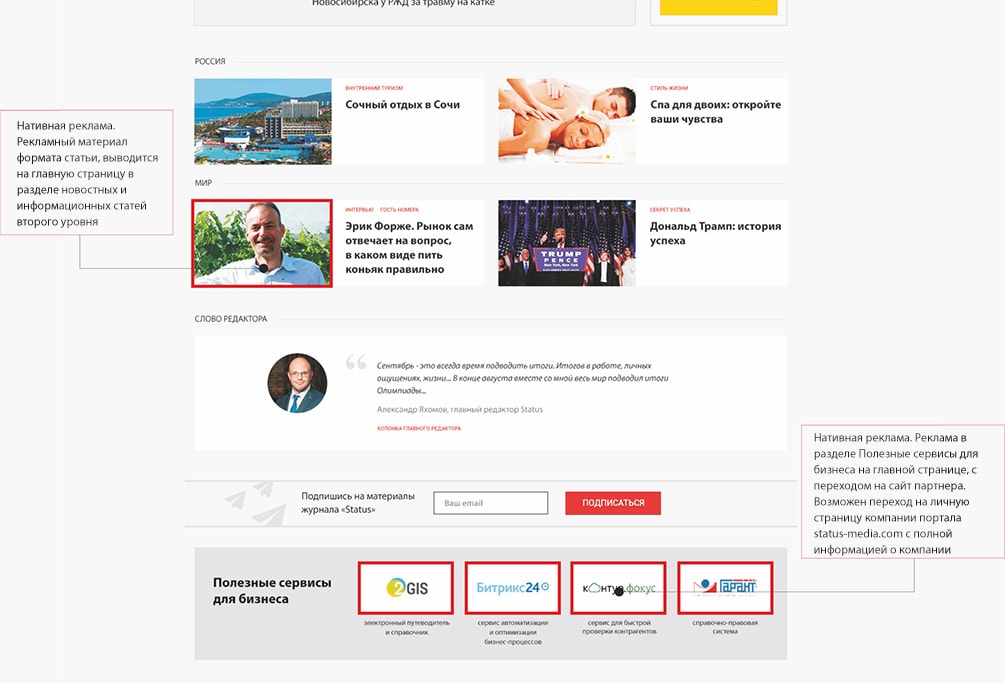 Новосибирска у РЖД за травму на катке
РОССИЯ
ВНУТРЕННИЙ ТУРИЗМ
Сочный отдых в Сочи
СТИЛЬ ЖИЗНИ
Спа для двоих: откройте
ваши чувства
Нативная реклама.
Рекламный материал
формата статьи, выводится
на главную страницу в
разделе новостных и
информационных статей
второго уровня
МИР
ИНТЕРВЬЮ ГОСТЬ НОМЕРА
Эрик Форже. Рынок сам
отвечает на вопрос,
в каком виде пить
коньяк правильно
СЕКРЕТ УСПЕХА
Дональд Трамп: история
успеха
TRUMP
PENCE
New York, New York
СЛОВО РЕДАКТОРА
Сентябрь - это всегда время подводить итоги. Итогов в работе, личных
ощущениях, жизни... В конце августа вместе со мной весь мир подводил итоги
Олимпиады...
Александр Яхомов, главный редактор Status
КОЛОНКА ГЛАВНОГО РЕДАКТОРА
Нативная реклама. Реклама в
разделе Полезные сервисы для
бизнеса на главной странице, с
переходом на сайт партнера.
Возможен переход на личную
страницу компании портала
status-media.com с полной
информацией о компании
Подпишись на материалы
журнала «Status»
Ваш email
ПОДПИСАТЬСЯ
Полезные сервисы
для бизнеса
2GIS
электронный путеводитель
и справочник
Битрикс24
сервис автоматизации
и оптимизации
бизнес-процессов
контур.фокус
сервис для быстрой
проверки контрагентов
ГАРАНТ
справочно-правовая
система